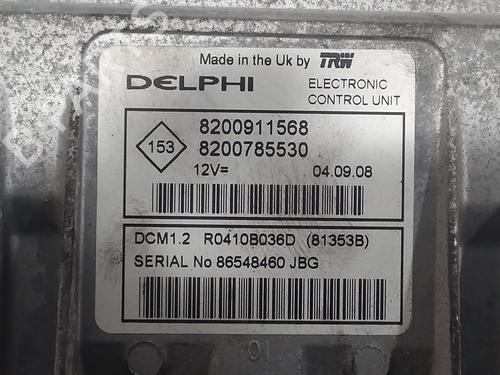 Made in the Uk by TRW
DELPHI
ELECTRONIC
CONTROL UNIT
153
8200911568
8200785530
12V=
04.09.08
DCM1.2 R0410B036D (81353B)
SERIAL No 86548460 JBG
01